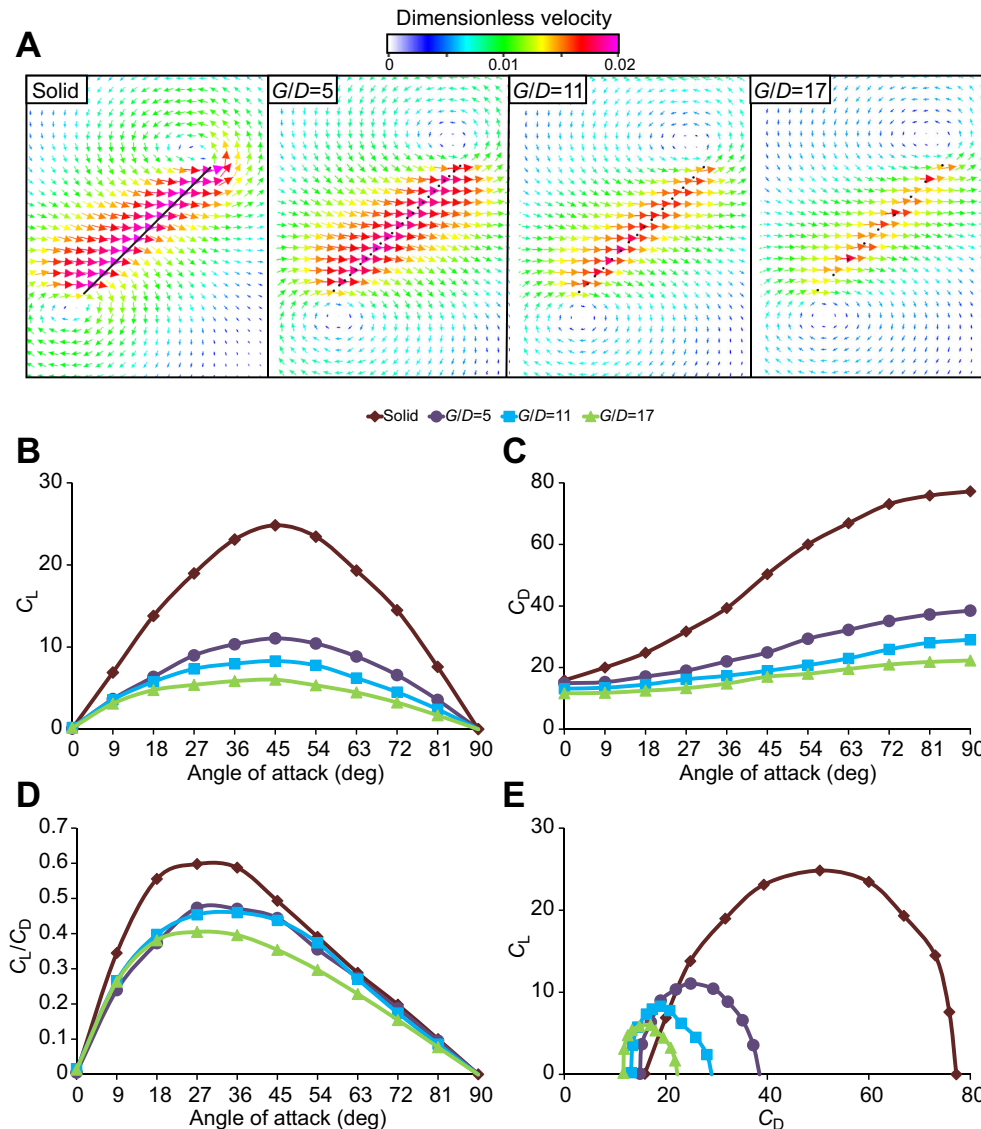 Dimensionless velocity
A
0 0.01 0.02
Solid G/D=5 G/D=11 G/D=17
Solid G/D=5 G/D=11 G/D=17
B
30
20
10
0
CL
0 9 18 27 36 45 54 63 72 81 90
Angle of attack (deg)
C
80
60
40
20
0
CD
0 9 18 27 36 45 54 63 72 81 90
Angle of attack (deg)
D
0.7
0.6
0.5
0.4
0.3
0.2
0.1
0
CL/CD
0 9 18 27 36 45 54 63 72 81 90
Angle of attack (deg)
E
30
20
10
0
CL
0 20 40 60 80
CD